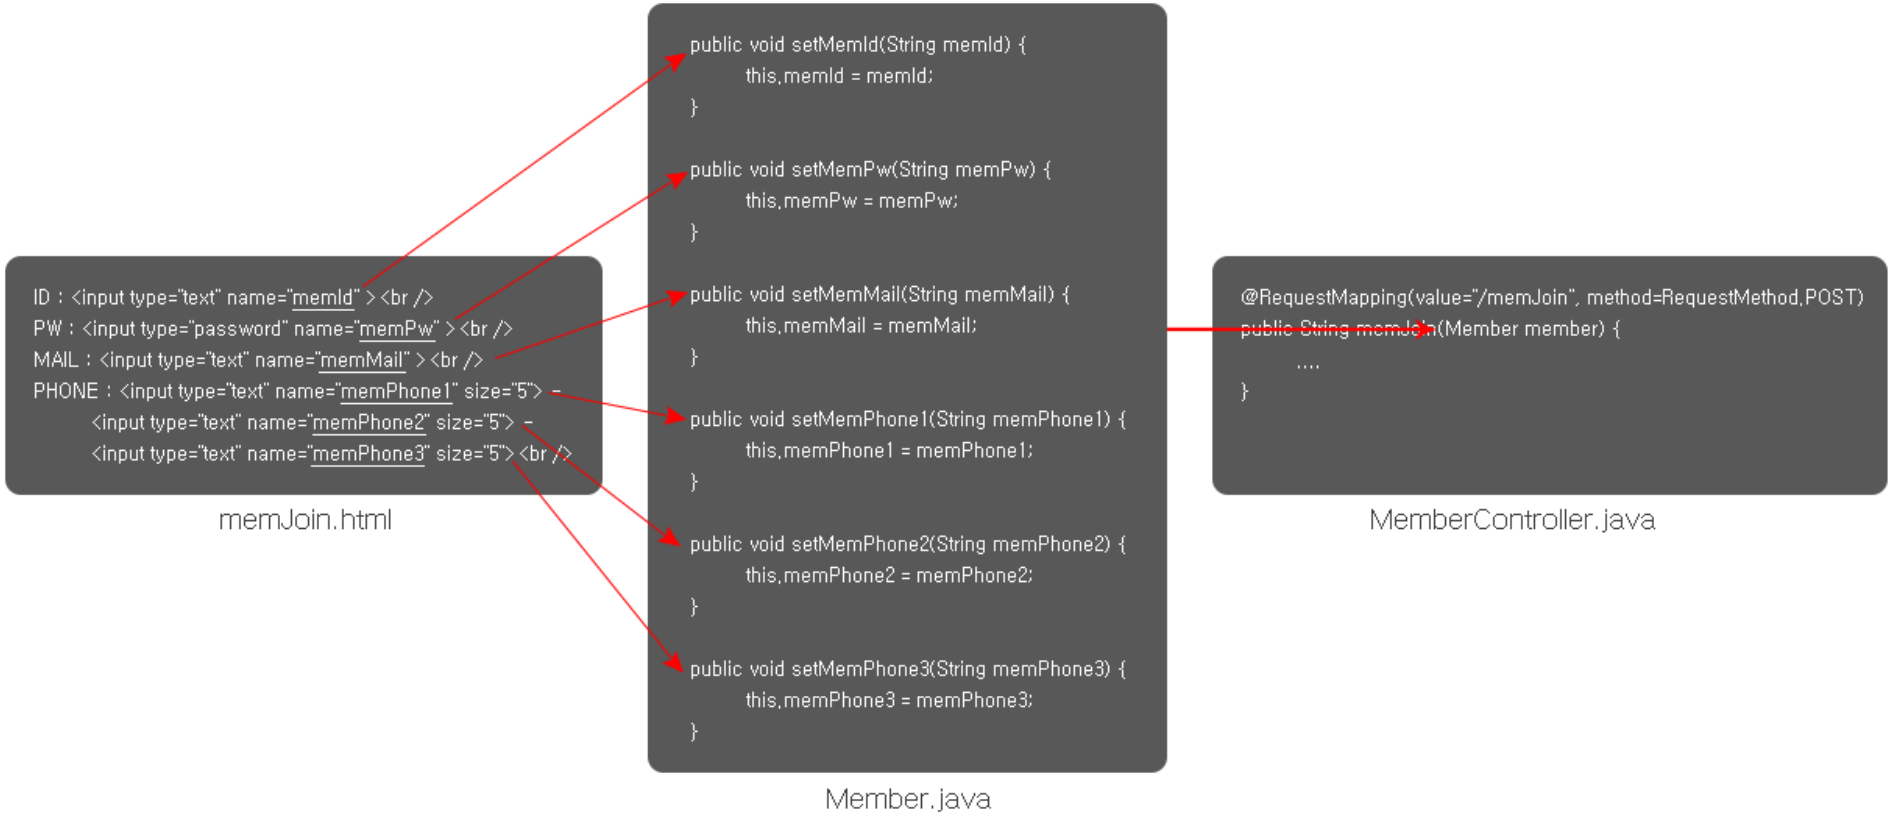 ID : <input type="text" name="memId" ><br />
PW : <input type="password" name="memPw" ><br />
MAIL : <input type="text" name="memMail" ><br />
PHONE : <input type="text" name="memPhone1" size="5"> -
<input type="text" name="memPhone2" size="5"> -
<input type="text" name="memPhone3" size="5"><br />
memJoin.html
public void setMemId(String memId) {
this.memId = memId;
}
public void setMemPw(String memPw) {
this.memPw = memPw;
}
public void setMemMail(String memMail) {
this.memMail = memMail;
}
public void setMemPhone1(String memPhone1) {
this.memPhone1 = memPhone1;
}
public void setMemPhone2(String memPhone2) {
this.memPhone2 = memPhone2;
}
public void setMemPhone3(String memPhone3) {
this.memPhone3 = memPhone3;
}
Member.java
@RequestMapping(value="/memJoin", method=RequestMethod.POST)
public String memJoin(Member member) {
....
}
MemberController.java